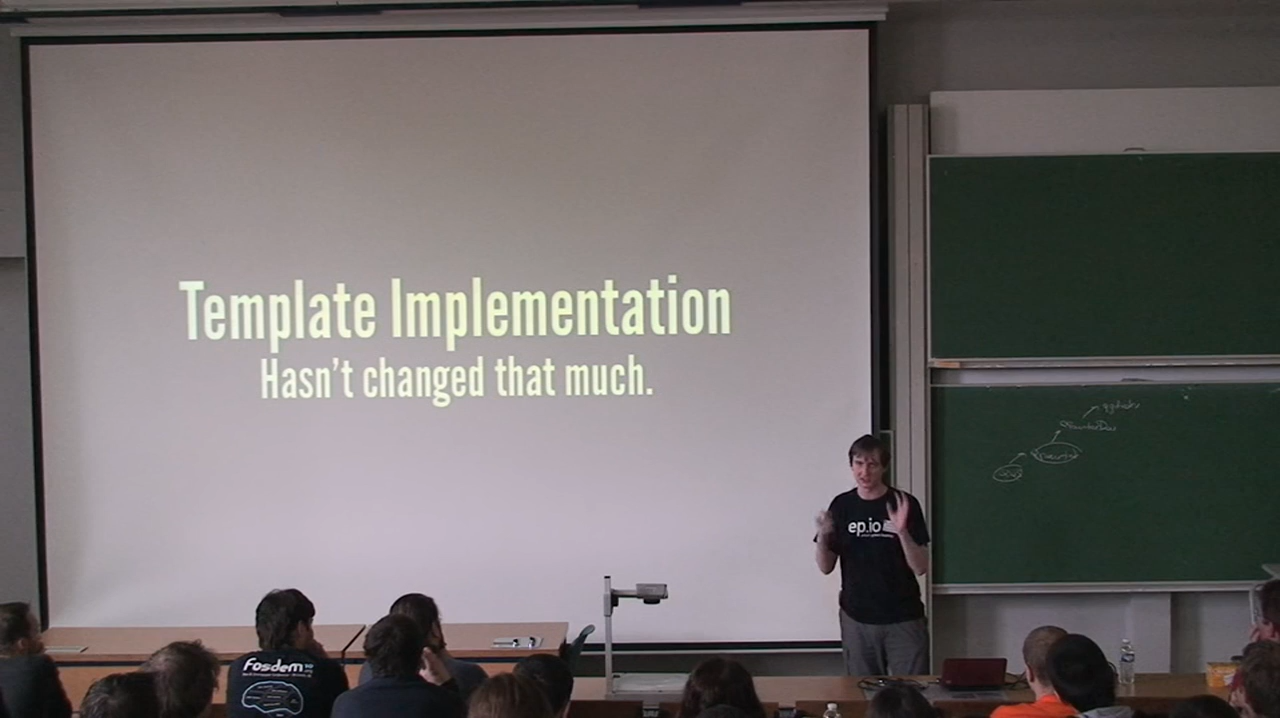 Template Implementation
Hasn't changed that much.
ep.io
Fosdem